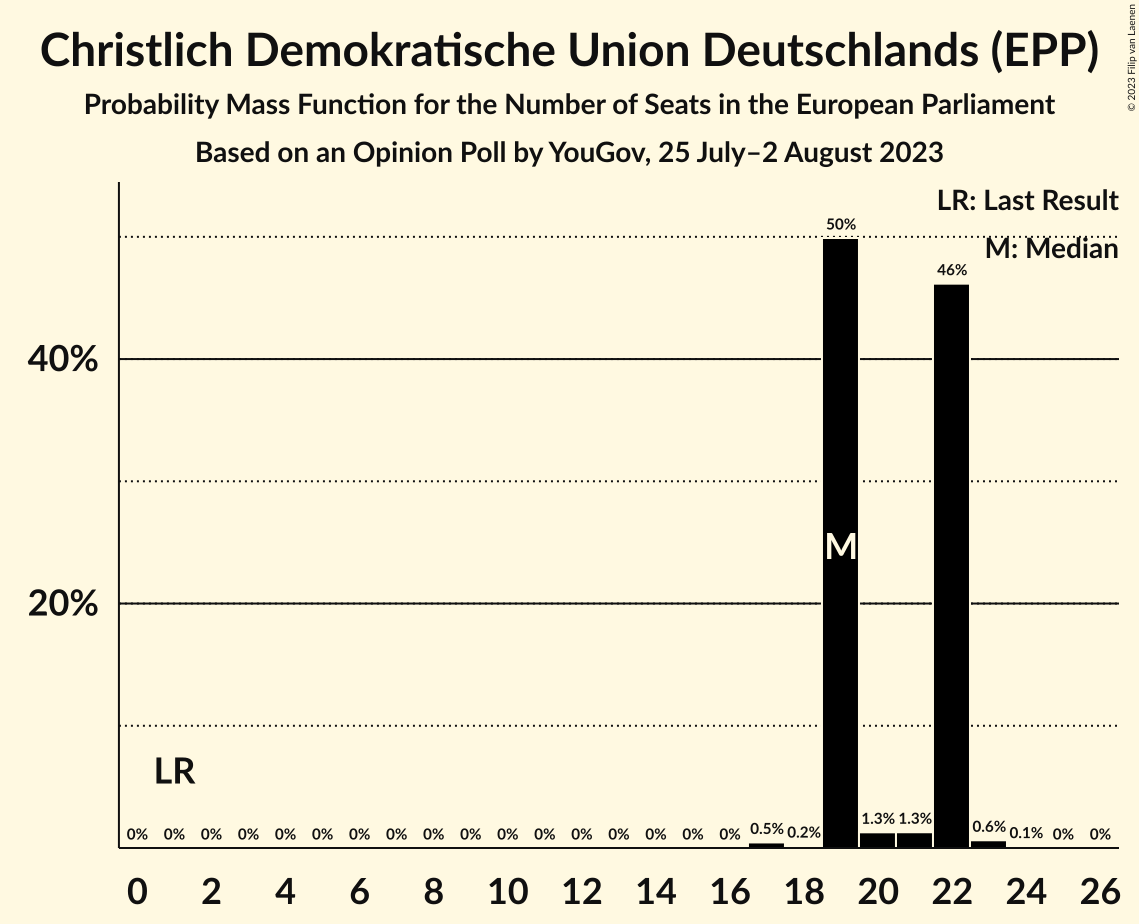 Christlich Demokratische Union Deutschlands (EPP)
Probability Mass Function for the Number of Seats in the European Parliament
Based on an Opinion Poll by YouGov, 25 July–2 August 2023
© 2023 Filip van Laenen
LR: Last Result
M: Median
50%
46%
40%
M
20%
LR
0% 0% 0% 0% 0% 0% 0% 0% 0% 0% 0% 0% 0% 0% 0% 0% 0% 0.5% 0.2% 1.3% 1.3% 0.6% 0.1% 0% 0%
0 2 4 6 8 10 12 14 16 18 20 22 24 26